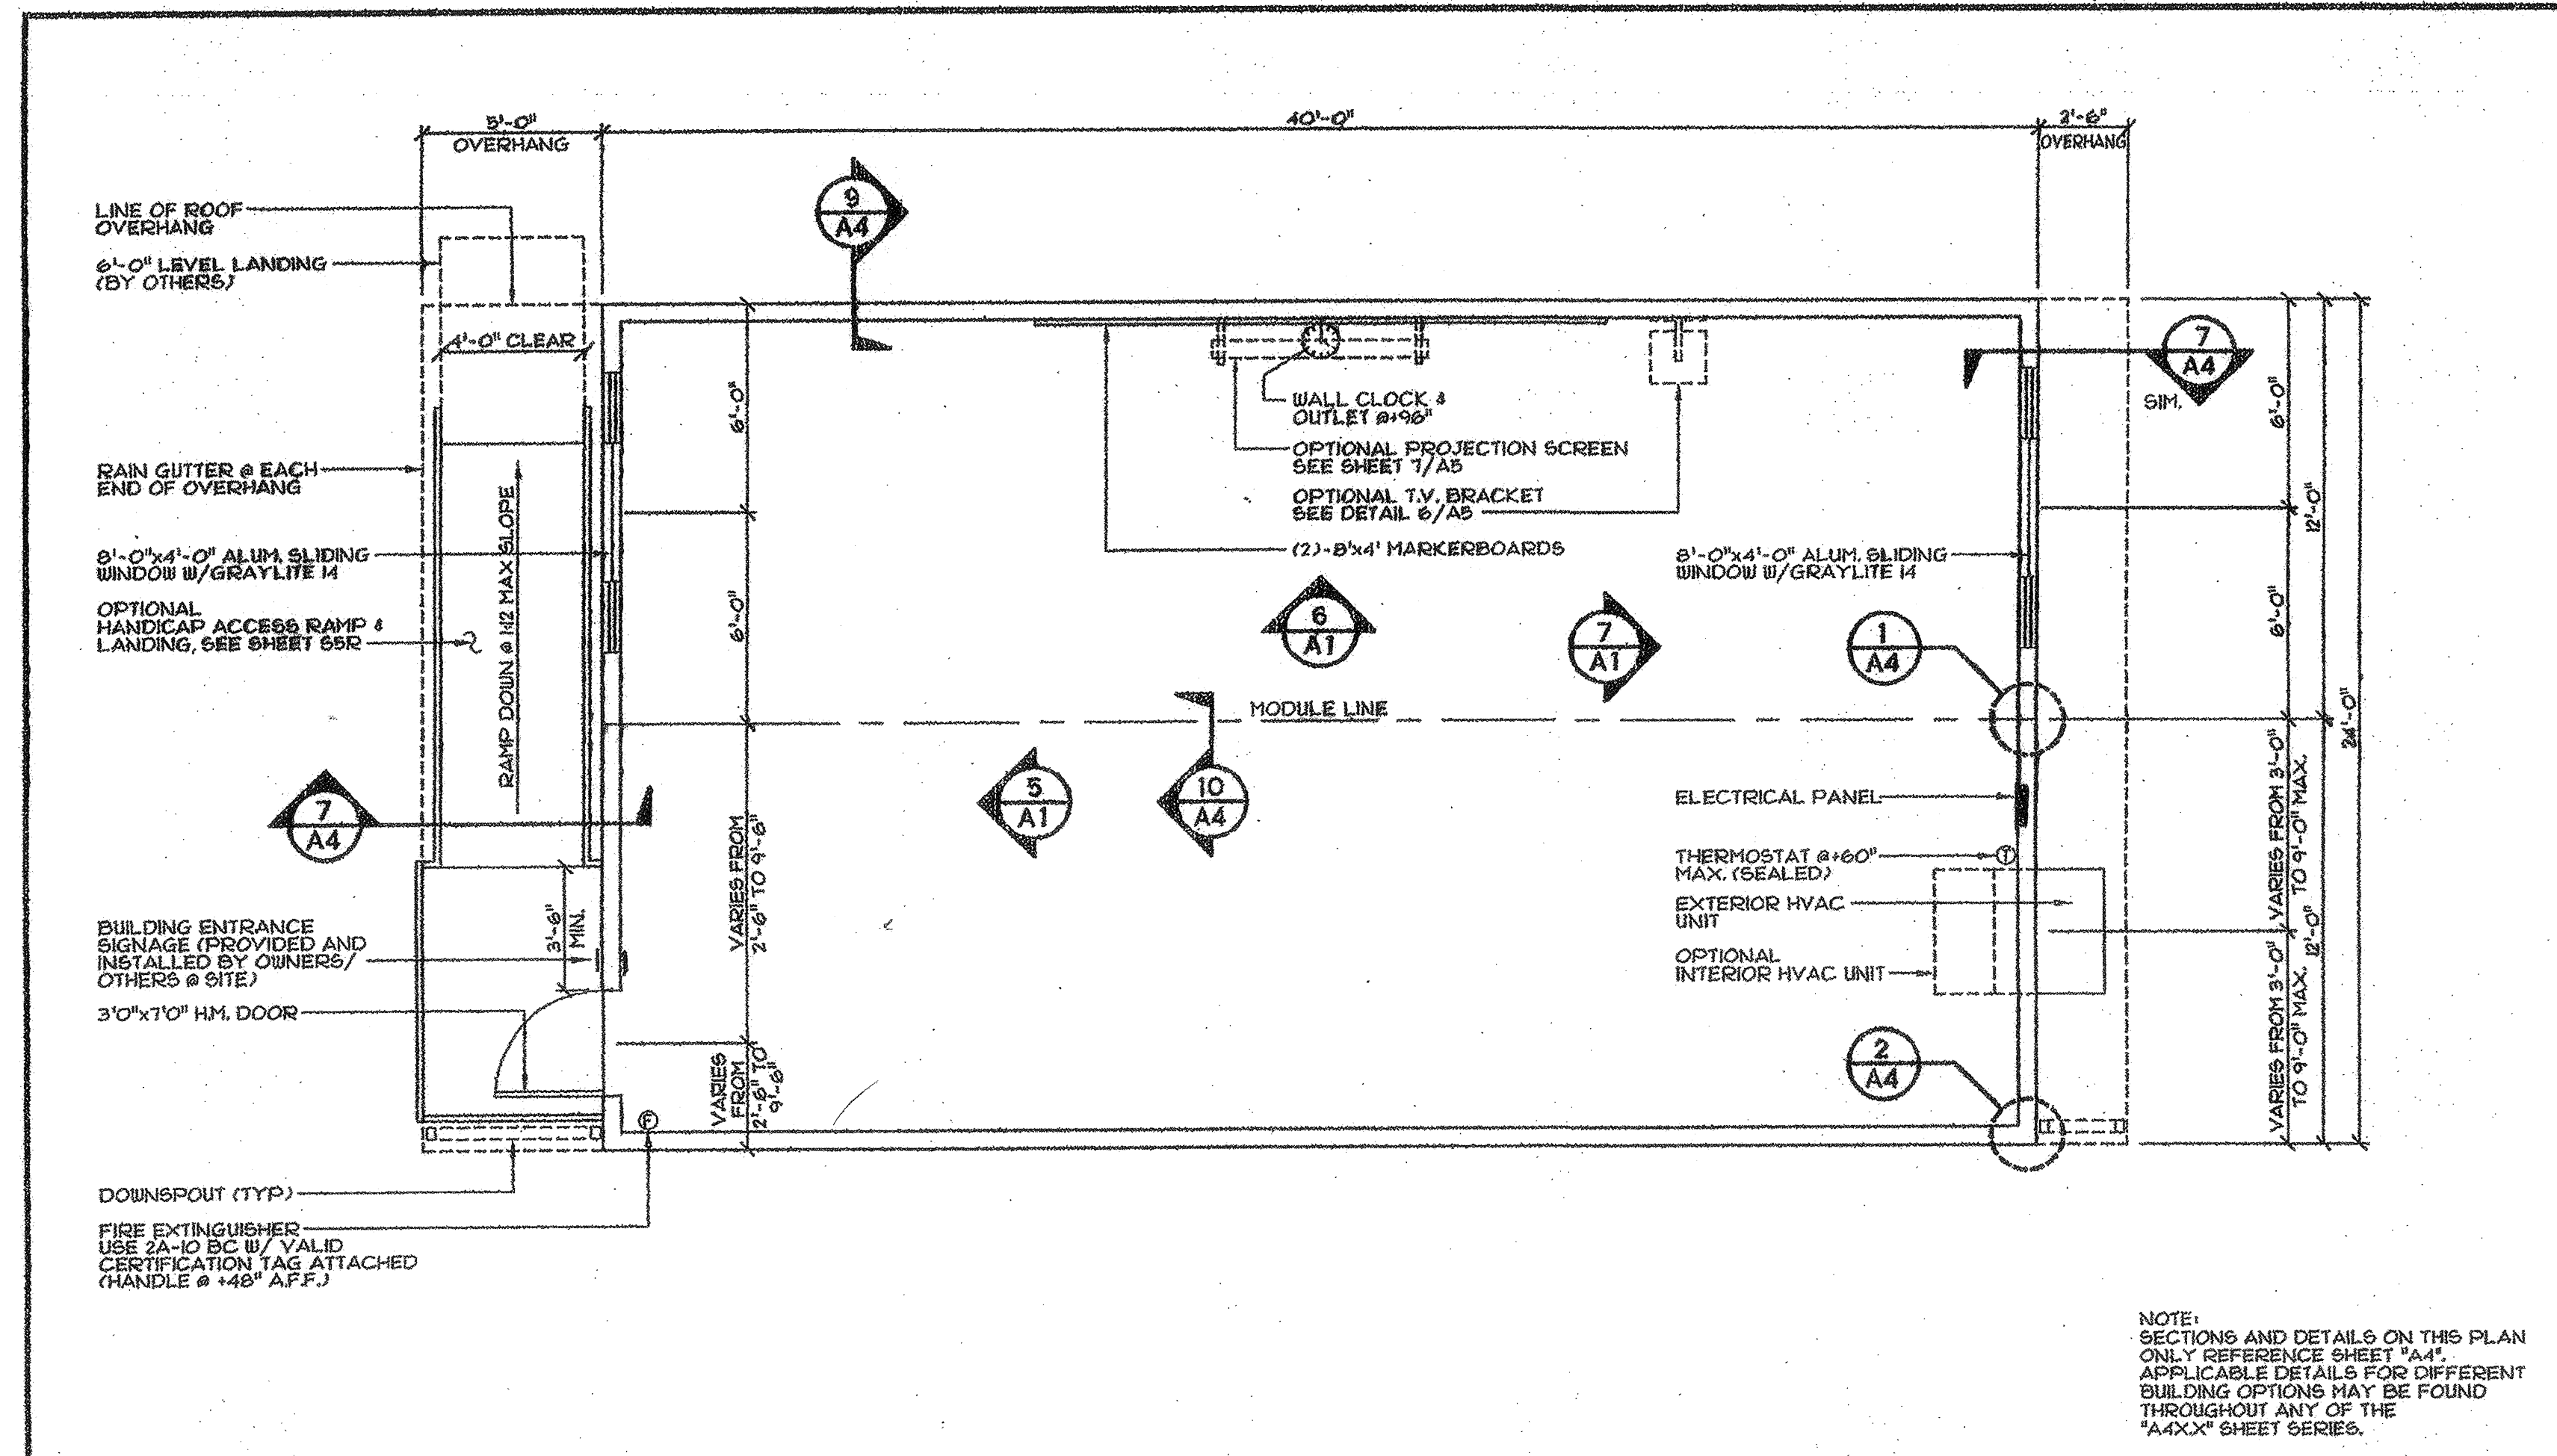 5'-0"
OVERHANG
40'-0"
2'-6"
OVERHANG
LINE OF ROOF
OVERHANG
6'-0" LEVEL LANDING
(BY OTHERS)
4'-0" CLEAR
RAIN GUTTER @ EACH
END OF OVERHANG
8'-0"x4'-0" ALUM. SLIDING
WINDOW W/GRAYLITE 14
OPTIONAL
HANDICAP ACCESS RAMP &
LANDING, SEE SHEET S5R
RAMP DOWN @ 1:12 MAX SLOPE
7
A4
BUILDING ENTRANCE
SIGNAGE (PROVIDED AND
INSTALLED BY OWNERS/
OTHERS @ SITE)
3'-6"
MIN.
3'0"x7'0" H.M. DOOR
DOWNSPOUT (TYP)
FIRE EXTINGUISHER
USE 2A-10 BC W/ VALID
CERTIFICATION TAG ATTACHED
(HANDLE @ +48" A.F.F.)
F
9
A4
6'-0"
6'-0"
VARIES FROM
2'-6" TO 9'-6"
VARIES
FROM
2'-6" TO
9'-6"
WALL CLOCK &
OUTLET @+96"
OPTIONAL PROJECTION SCREEN
SEE SHEET 7/A5
OPTIONAL T.V. BRACKET
SEE DETAIL 6/A5
(2)-8'x4' MARKERBOARDS
6
A1
7
A1
MODULE LINE
5
A1
10
A4
8'-0"x4'-0" ALUM. SLIDING
WINDOW W/GRAYLITE 14
1
A4
ELECTRICAL PANEL
THERMOSTAT @+60"
MAX. (SEALED)
T
EXTERIOR HVAC
UNIT
OPTIONAL
INTERIOR HVAC UNIT
2
A4
7
A4
SIM.
6'-0"
6'-0"
VARIES FROM 3'-0"
TO 9'-0" MAX.
VARIES FROM 3'-0"
TO 9'-0" MAX.
12'-0"
12'-0"
24'-0"
NOTE:
SECTIONS AND DETAILS ON THIS PLAN
ONLY REFERENCE SHEET "A4".
APPLICABLE DETAILS FOR DIFFERENT
BUILDING OPTIONS MAY BE FOUND
THROUGHOUT ANY OF THE
"A4X.X" SHEET SERIES.